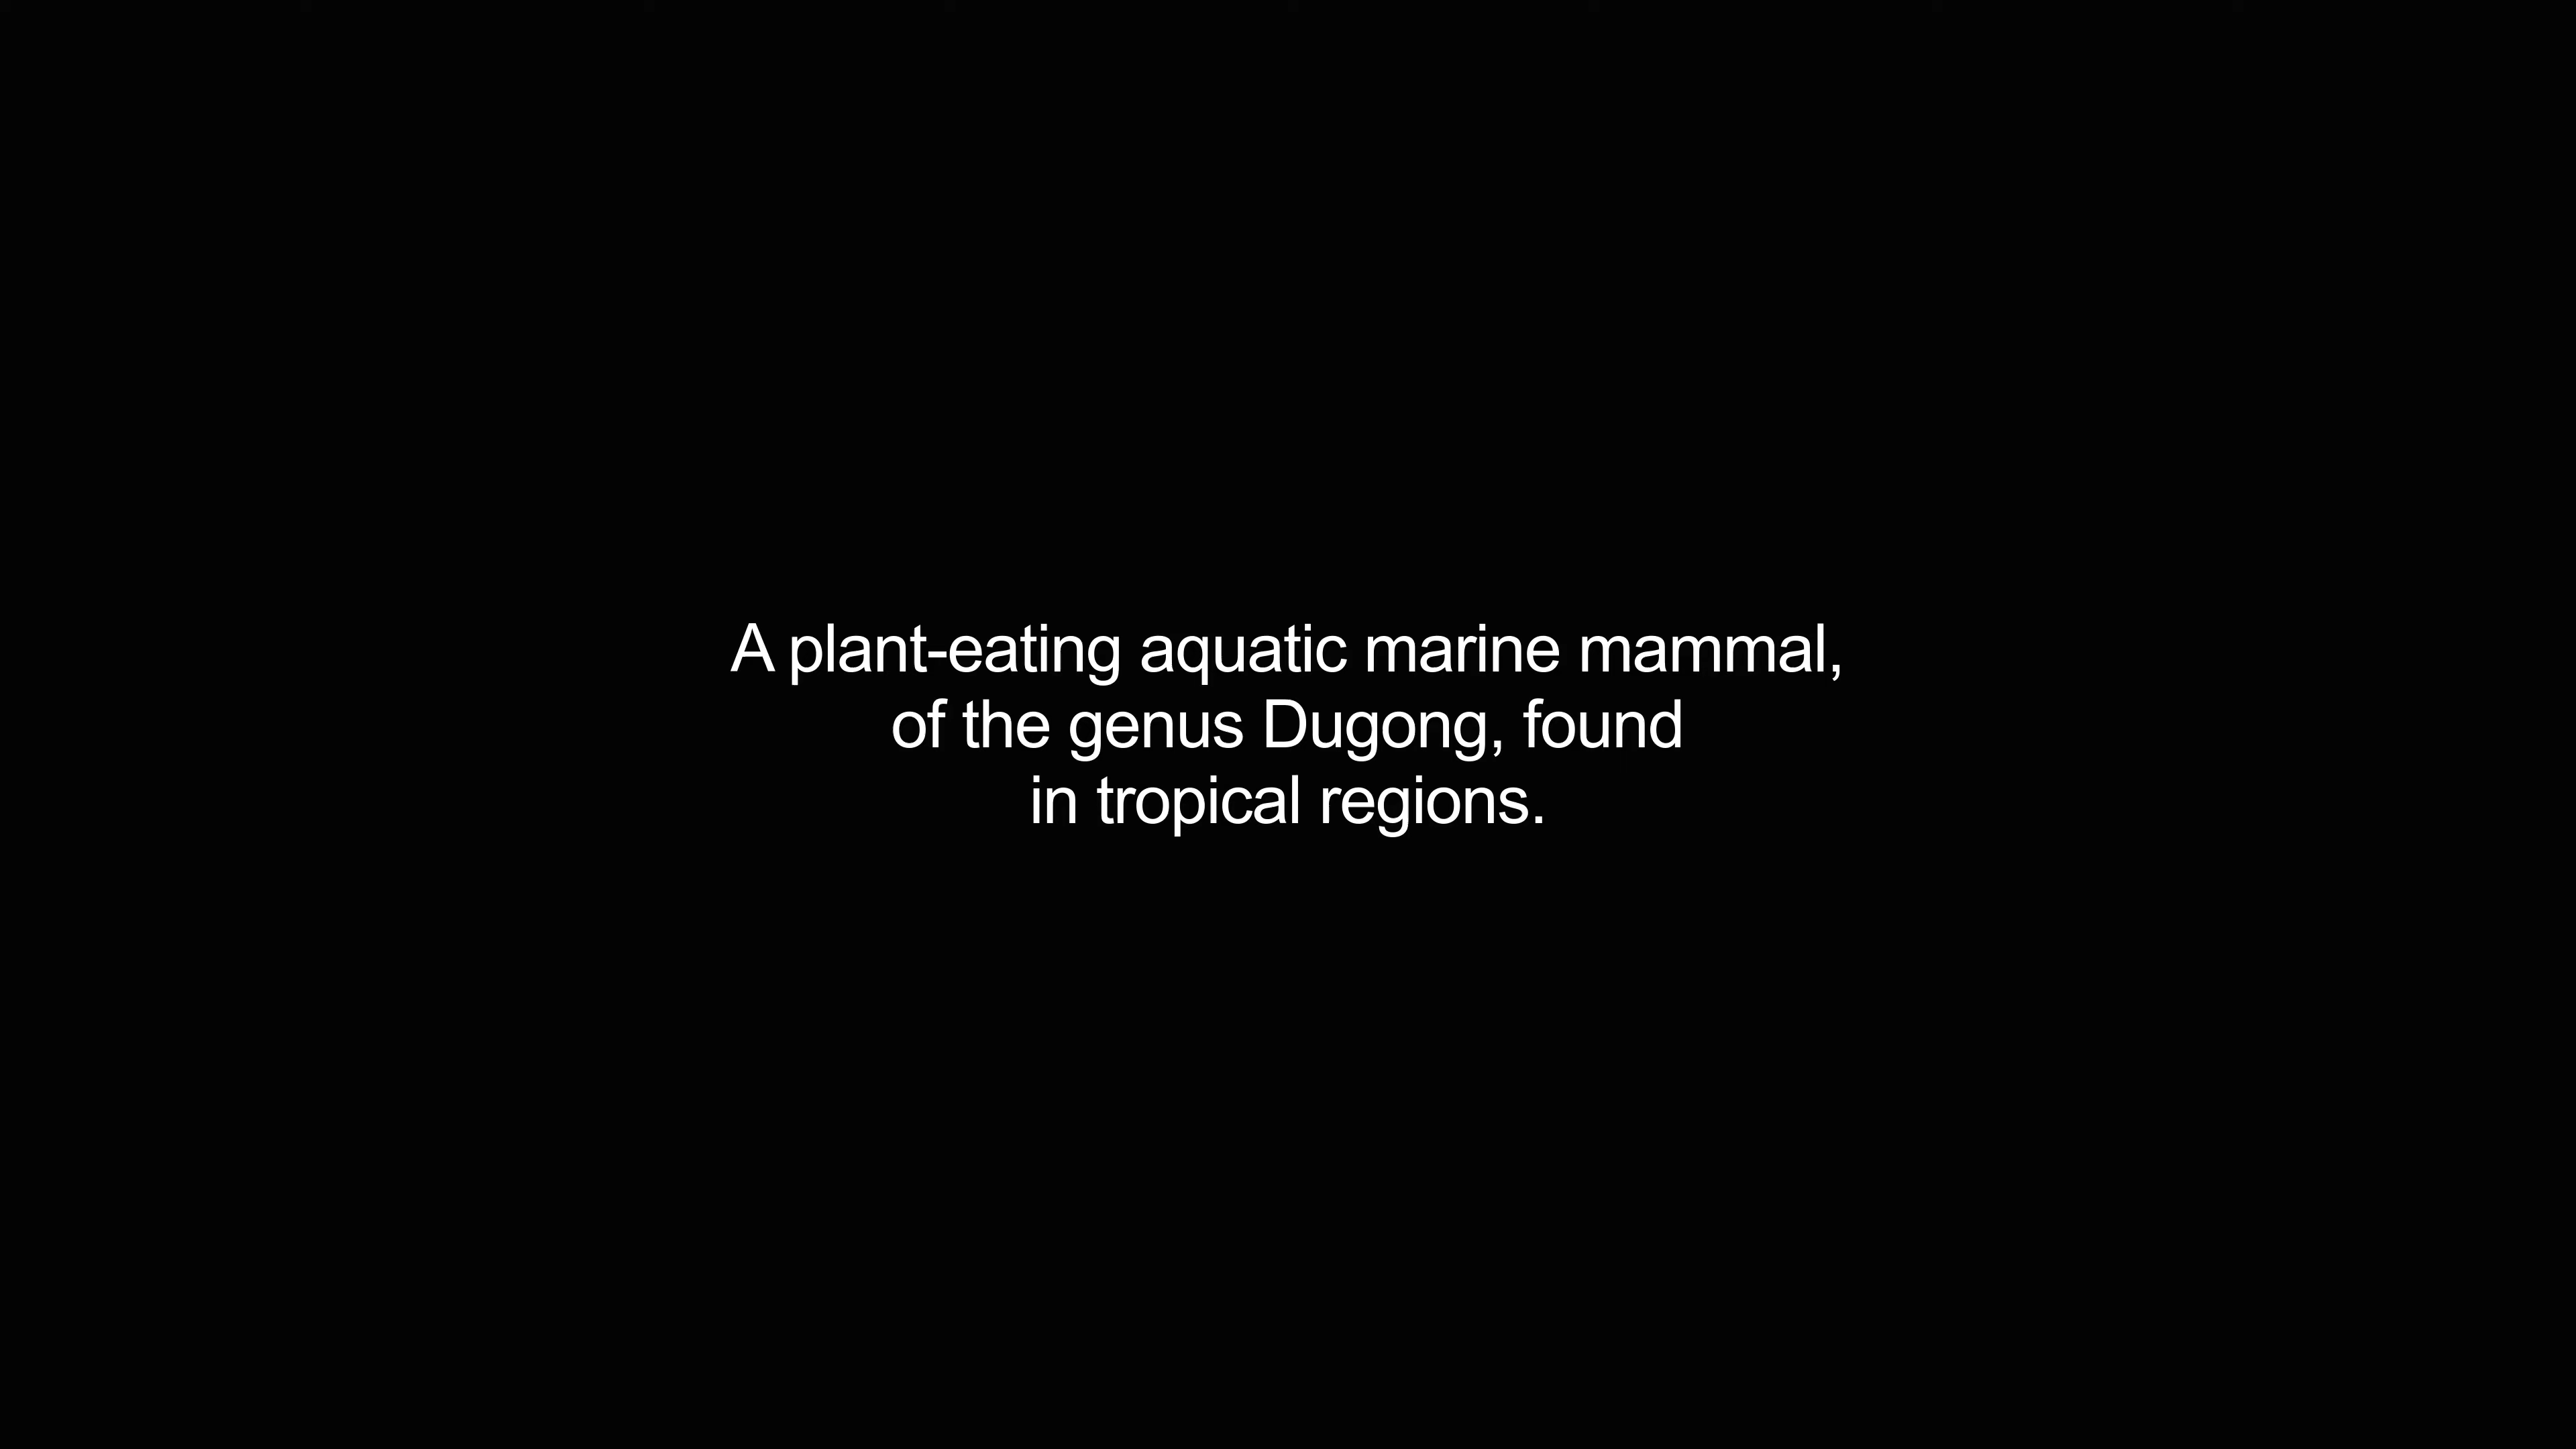 A plant-eating aquatic marine mammal,
of the genus Dugong, found
in tropical regions.